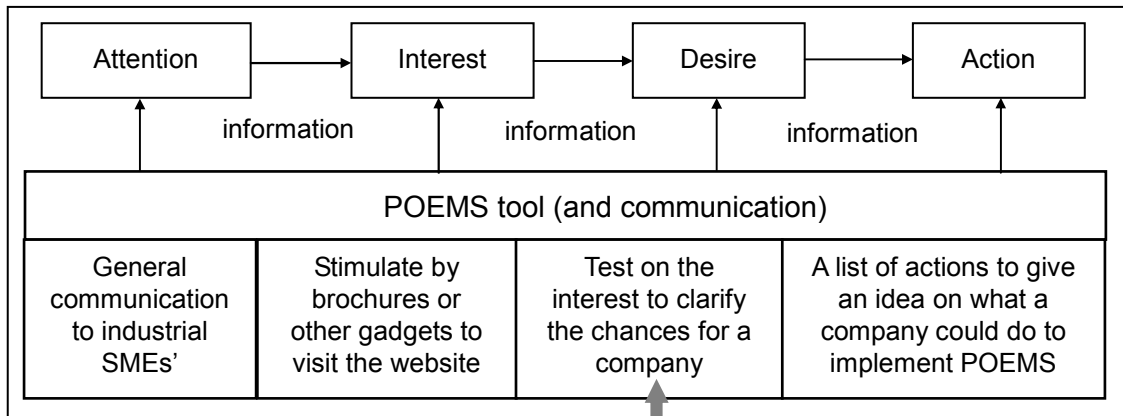 Attention
Interest
Desire
Action
information
information
information
POEMS tool (and communication)
General
communication
to industrial
SMEs’
Stimulate by
brochures or
other gadgets to
visit the website
Test on the
interest to clarify
the chances for a
company
A list of actions to give
an idea on what a
company could do to
implement POEMS